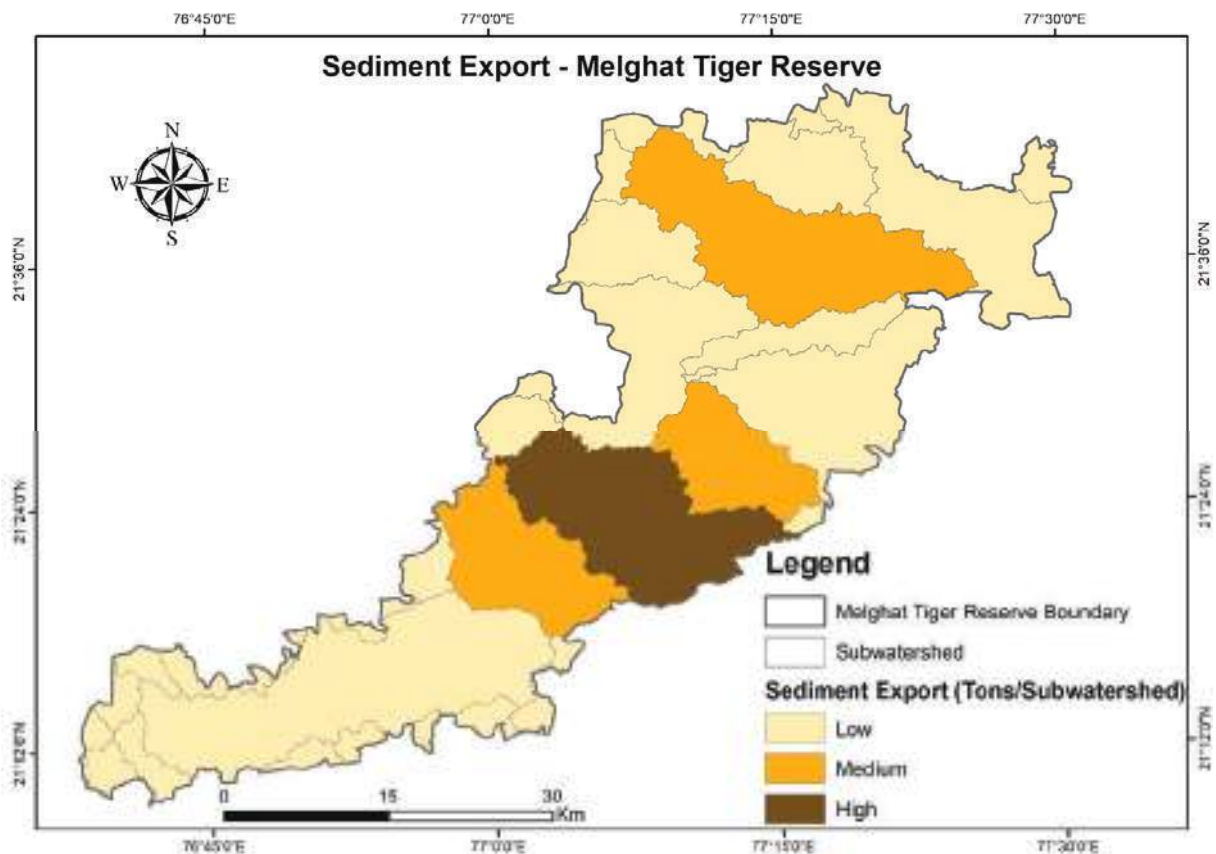 76°45'0"E 77°0'0"E 77°15'0"E 77°30'0"E
Sediment Export - Melghat Tiger Reserve
N
W E
S
21°36'0"N 21°36'0"N
21°24'0"N 21°24'0"N
Legend
Melghat Tiger Reserve Boundary
Subwatershed
Sediment Export (Tons/Subwatershed)
Low
Medium
High
21°12'0"N 21°12'0"N
0 15 30
Km
76°45'0"E 77°0'0"E 77°15'0"E 77°30'0"E